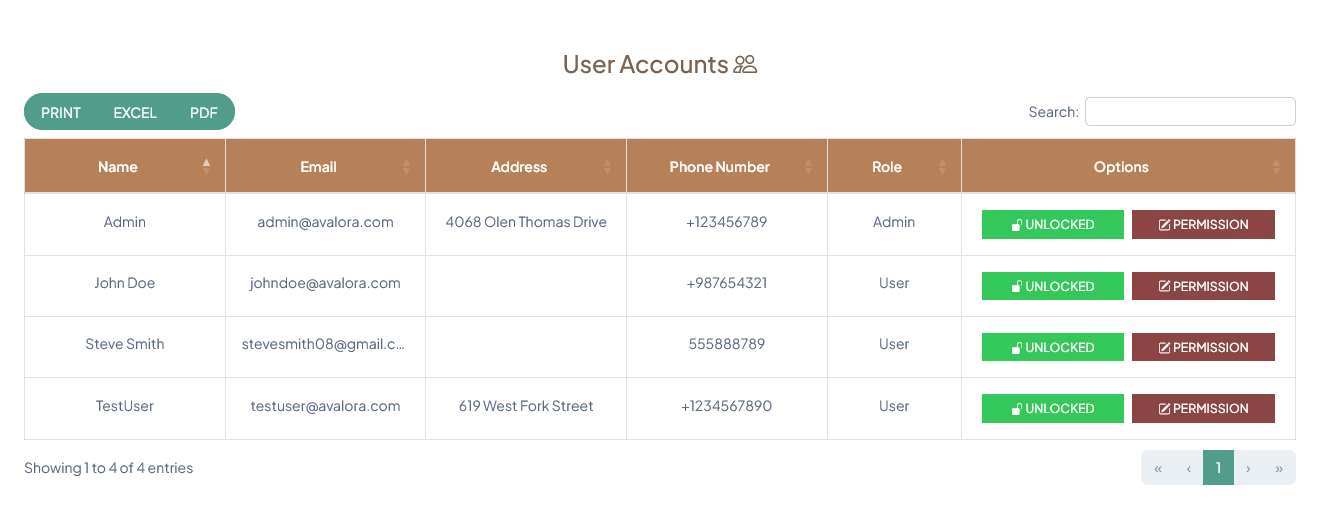 User Accounts
PRINT EXCEL PDF
Search:
Name Email Address Phone Number Role Options
Admin admin@avalora.com 4068 Olen Thomas Drive +123456789 Admin UNLOCKED PERMISSION
John Doe johndoe@avalora.com +987654321 User UNLOCKED PERMISSION
Steve Smith stevesmith08@gmail.c... 555888789 User UNLOCKED PERMISSION
TestUser testuser@avalora.com 619 West Fork Street +1234567890 User UNLOCKED PERMISSION
Showing 1 to 4 of 4 entries « ‹ 1 › »